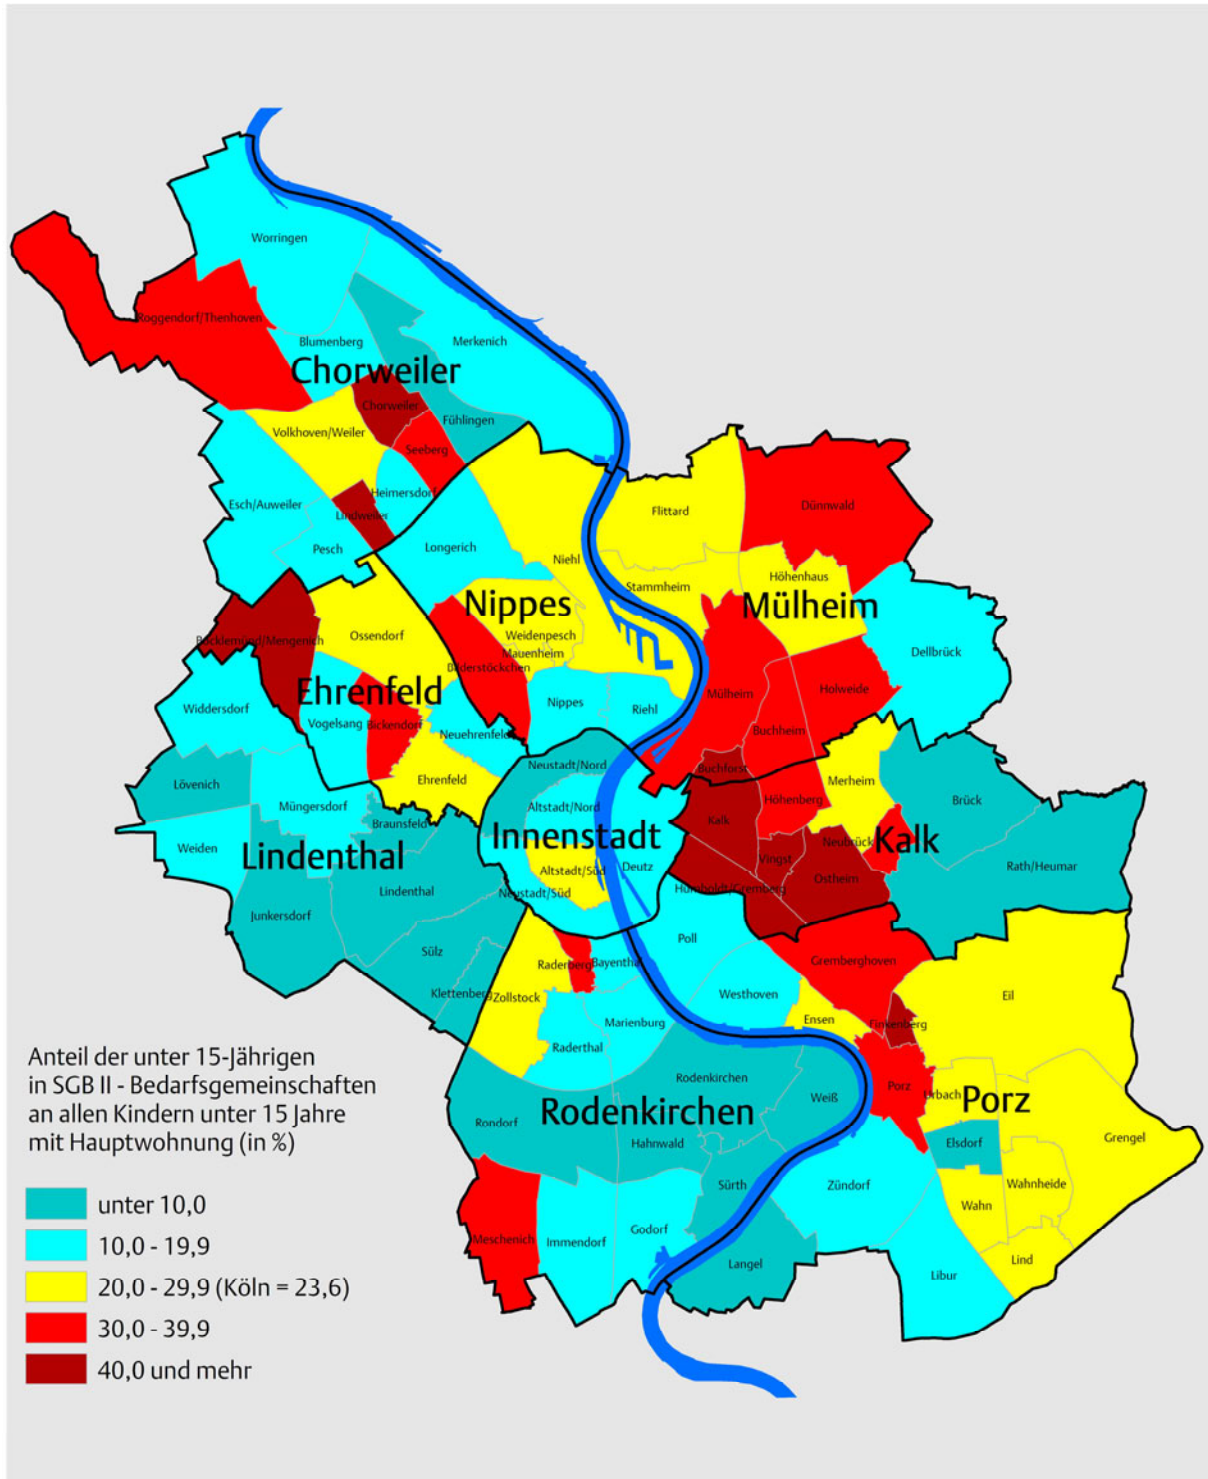 Worringen
Roggendorf/Thenhoven
Blumenberg
Merkenich
Chorweiler
Chorweiler
Fühlingen
Volkhoven/Weiler
Seeberg
Heimersdorf
Esch/Auweiler
Lindweiler
Pesch
Longerich
Niehl
Flittard
Dünnwald
Stammheim
Höhenhaus
Nippes
Mülheim
Weidenpesch
Mauenheim
Bilderstöckchen
Ossendorf
Bocklemünd/Mengenich
Dellbrück
Ehrenfeld
Widdersdorf
Vogelsang
Bickendorf
Neuehrenfeld
Nippes
Riehl
Mülheim
Holweide
Buchheim
Ehrenfeld
Neustadt/Nord
Buchforst
Merheim
Lövenich
Müngersdorf
Braunsfeld
Altstadt/Nord
Höhenberg
Brück
Kalk
Innenstadt
Kalk
Neubrück
Weiden
Lindenthal
Altstadt/Süd
Deutz
Vingst
Ostheim
Rath/Heumar
Lindenthal
Neustadt/Süd
Humboldt/Gremberg
Junkersdorf
Sülz
Klettenberg
Zollstock
Raderberg
Bayenthal
Poll
Gremberghoven
Westhoven
Eil
Ensen
Finkenberg
Marienburg
Raderthal
Rodenkirchen
Weiß
Porz
Urbach
Porz
Rodenkirchen
Rondorf
Hahnwald
Elsdorf
Grengel
Sürth
Zündorf
Wahnheide
Wahn
Meschenich
Immendorf
Godorf
Langel
Libur
Lind
Anteil der unter 15-Jährigen
in SGB II - Bedarfsgemeinschaften
an allen Kindern unter 15 Jahre
mit Hauptwohnung (in %)
unter 10,0
10,0 - 19,9
20,0 - 29,9 (Köln = 23,6)
30,0 - 39,9
40,0 und mehr